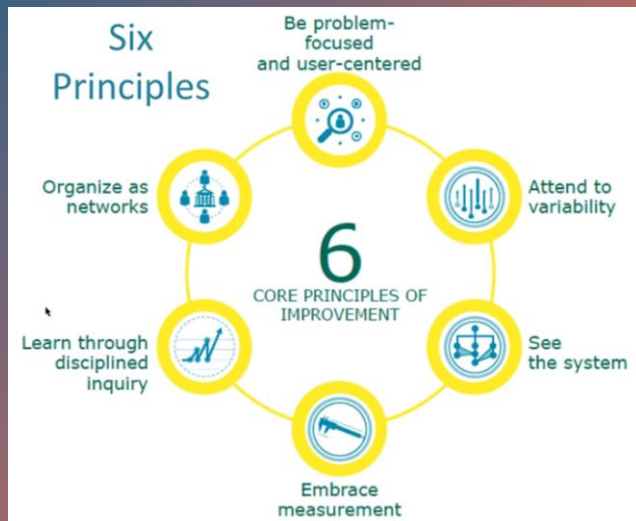 Six
Principles
Be problem-
focused
and user-centered
Attend to
variability
See
the system
Embrace
measurement
Learn through
disciplined
inquiry
Organize as
networks
6
CORE PRINCIPLES OF
IMPROVEMENT